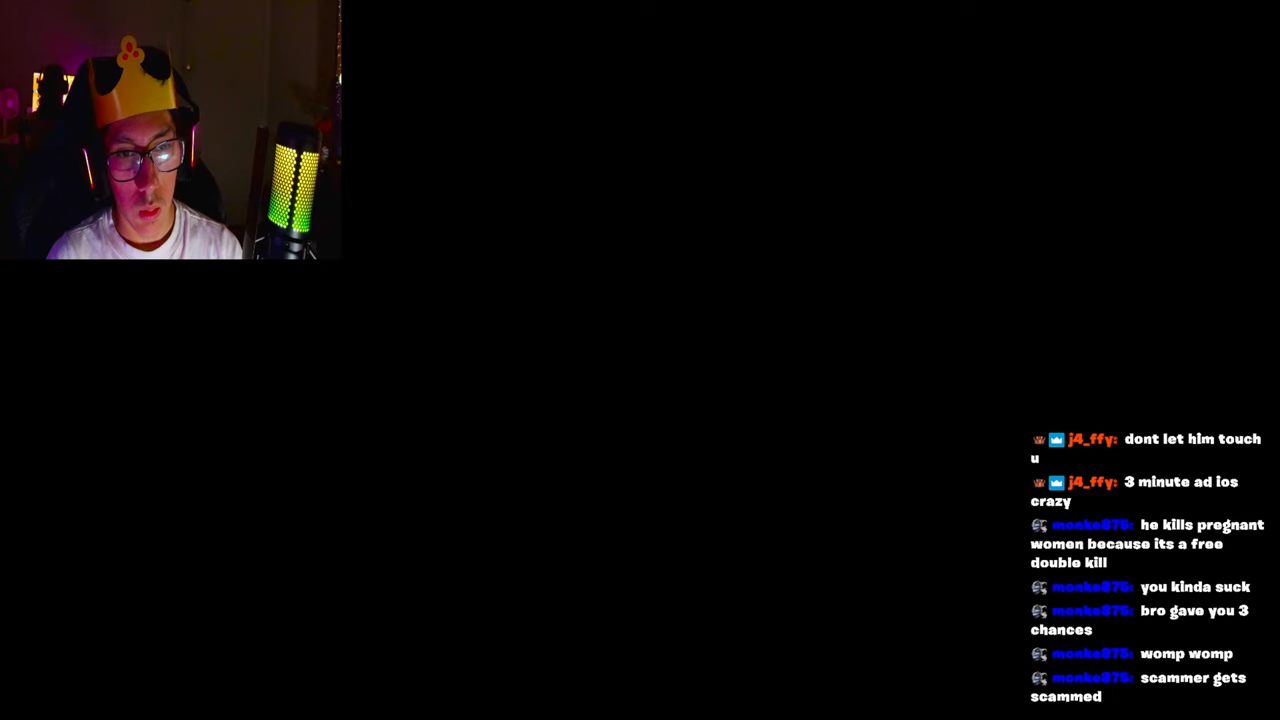 j4_ffy: dont let him touch
u
j4_ffy: 3 minute ad ios
crazy
monke875: he kills pregnant
women because its a free
double kill
monke875: you kinda suck
monke875: bro gave you 3
chances
monke875: womp womp
monke875: scammer gets
scammed